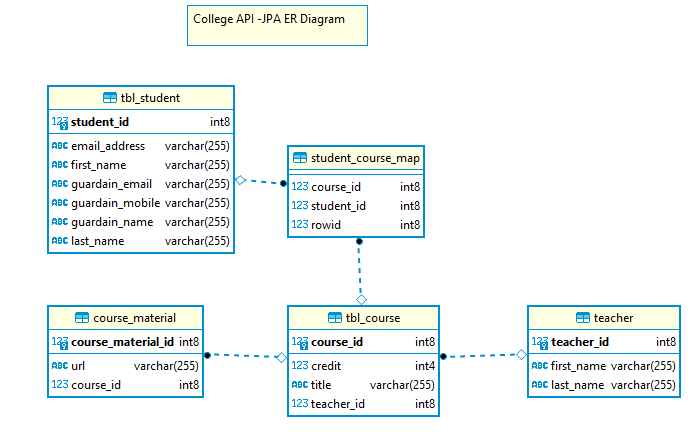 College API -JPA ER Diagram
tbl_student
123 student_id int8
ABC email_address varchar(255)
ABC first_name varchar(255)
ABC guardain_email varchar(255)
ABC guardain_mobile varchar(255)
ABC guardain_name varchar(255)
ABC last_name varchar(255)
student_course_map
123 course_id int8
123 student_id int8
123 rowid int8
course_material
123 course_material_id int8
ABC url varchar(255)
123 course_id int8
tbl_course
123 course_id int8
123 credit int4
ABC title varchar(255)
123 teacher_id int8
teacher
123 teacher_id int8
ABC first_name varchar(255)
ABC last_name varchar(255)